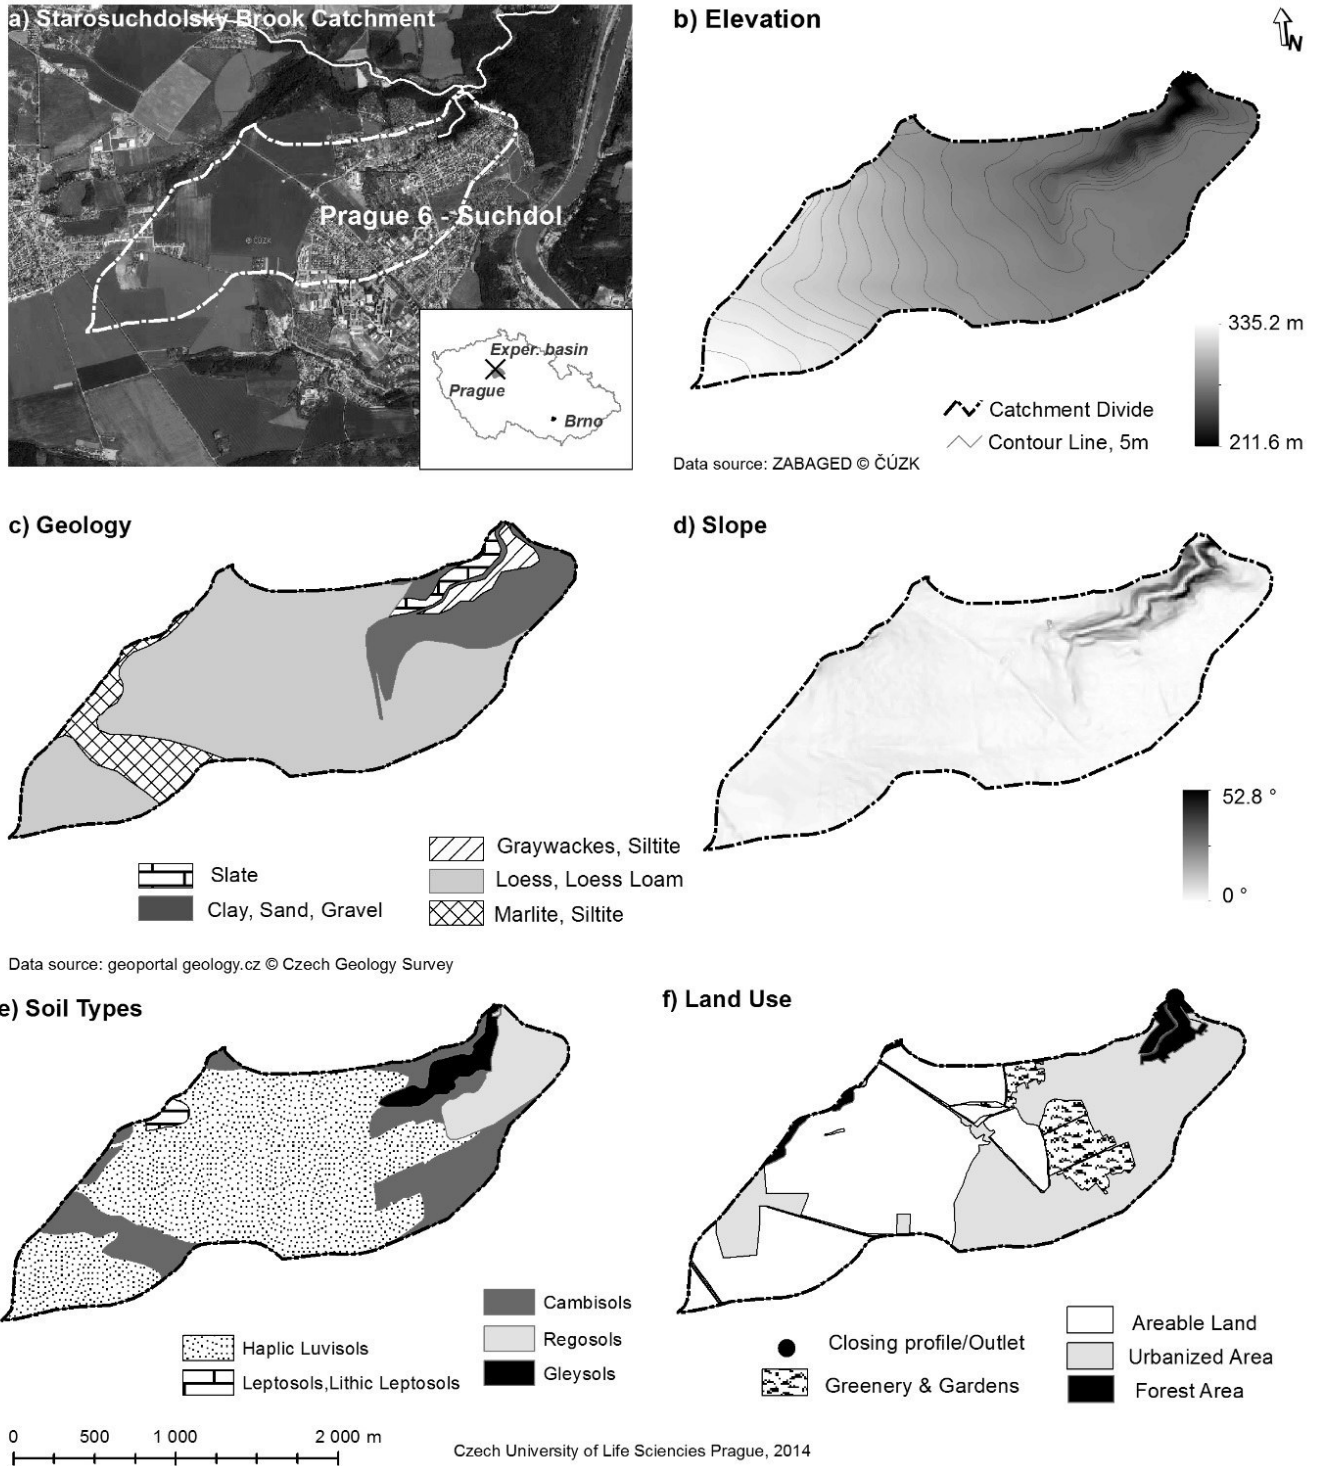 a) Starosuchdolsky Brook Catchment
Prague 6 - Suchdol
© ČÚZK
Exper. basin
Prague
Brno
b) Elevation
N
335.2 m
211.6 m
Catchment Divide
Contour Line, 5m
Data source: ZABAGED © ČÚZK
c) Geology
Slate
Clay, Sand, Gravel
Graywackes, Siltite
Loess, Loess Loam
Marlite, Siltite
Data source: geoportal geology.cz © Czech Geology Survey
d) Slope
52.8 °
0 °
e) Soil Types
Haplic Luvisols
Leptosols,Lithic Leptosols
Cambisols
Regosols
Gleysols
f) Land Use
Closing profile/Outlet
Greenery & Gardens
Areable Land
Urbanized Area
Forest Area
0 500 1 000 2 000 m
Czech University of Life Sciences Prague, 2014